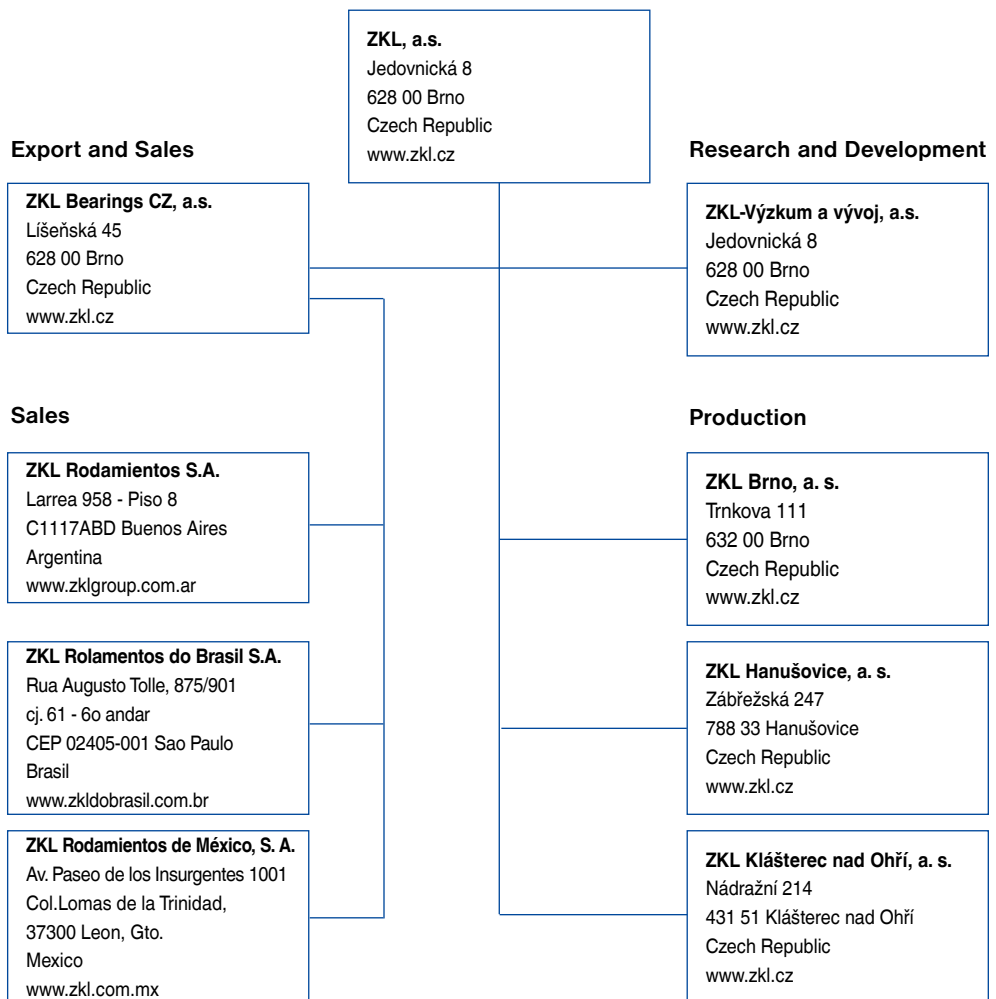 ZKL, a.s.
Jedovnická 8
628 00 Brno
Czech Republic
www.zkl.cz
Export and Sales
ZKL Bearings CZ, a.s.
Líšeňská 45
628 00 Brno
Czech Republic
www.zkl.cz
Research and Development
ZKL-Výzkum a vývoj, a.s.
Jedovnická 8
628 00 Brno
Czech Republic
www.zkl.cz
Sales
ZKL Rodamientos S.A.
Larrea 958 - Piso 8
C1117ABD Buenos Aires
Argentina
www.zklgroup.com.ar
ZKL Rolamentos do Brasil S.A.
Rua Augusto Tolle, 875/901
cj. 61 - 6o andar
CEP 02405-001 Sao Paulo
Brasil
www.zkldobrasil.com.br
ZKL Rodamientos de México, S. A.
Av. Paseo de los Insurgentes 1001
Col.Lomas de la Trinidad,
37300 Leon, Gto.
Mexico
www.zkl.com.mx
Production
ZKL Brno, a. s.
Trnkova 111
632 00 Brno
Czech Republic
www.zkl.cz
ZKL Hanušovice, a. s.
Zábřežská 247
788 33 Hanušovice
Czech Republic
www.zkl.cz
ZKL Klášterec nad Ohří, a. s.
Nádražní 214
431 51 Klášterec nad Ohří
Czech Republic
www.zkl.cz